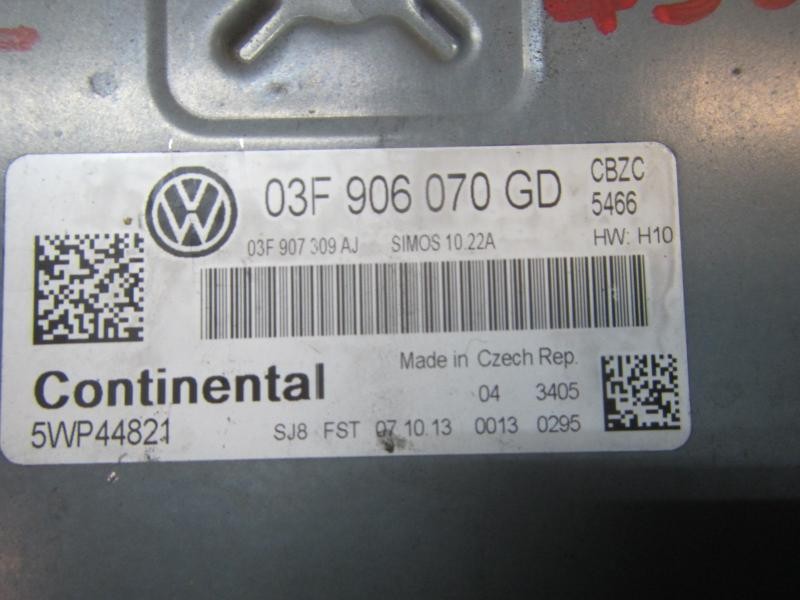 VW 03F 906 070 GD CBZC
5466
03F 907 309 AJ SIMOS 10.22A HW: H10
Made in Czech Rep.
Continental 04 3405
5WP44821 SJ8 FST 07.10.13 0013 0295